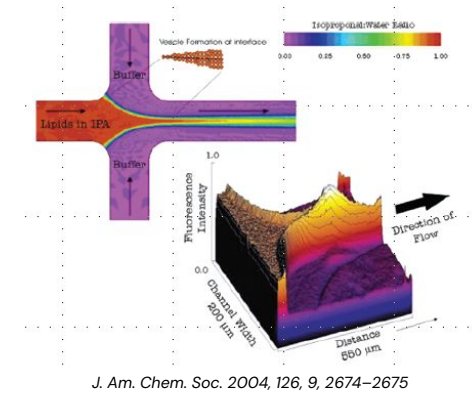 Isopropanol:Water Ratio
0.00 0.25 0.50 0.75 1.00
Vesicle Formation at interface
Buffer
Lipids in IPA
Buffer
1.0
Fluorescence
Intensity
0.0
Direction of
Flow
Channel Width
200 µm
Distance
550 µm
J. Am. Chem. Soc. 2004, 126, 9, 2674–2675